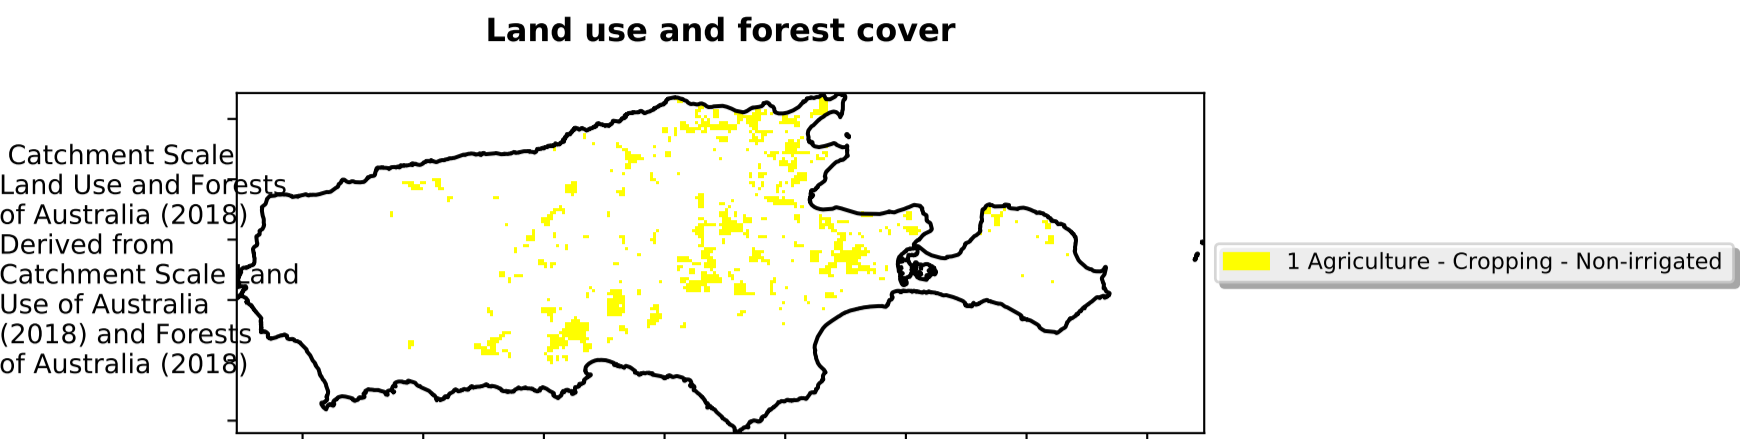 Land use and forest cover
Catchment Scale
Land Use and Forests
of Australia (2018)
Derived from
Catchment Scale Land
Use of Australia
(2018) and Forests
of Australia (2018)
1 Agriculture - Cropping - Non-irrigated